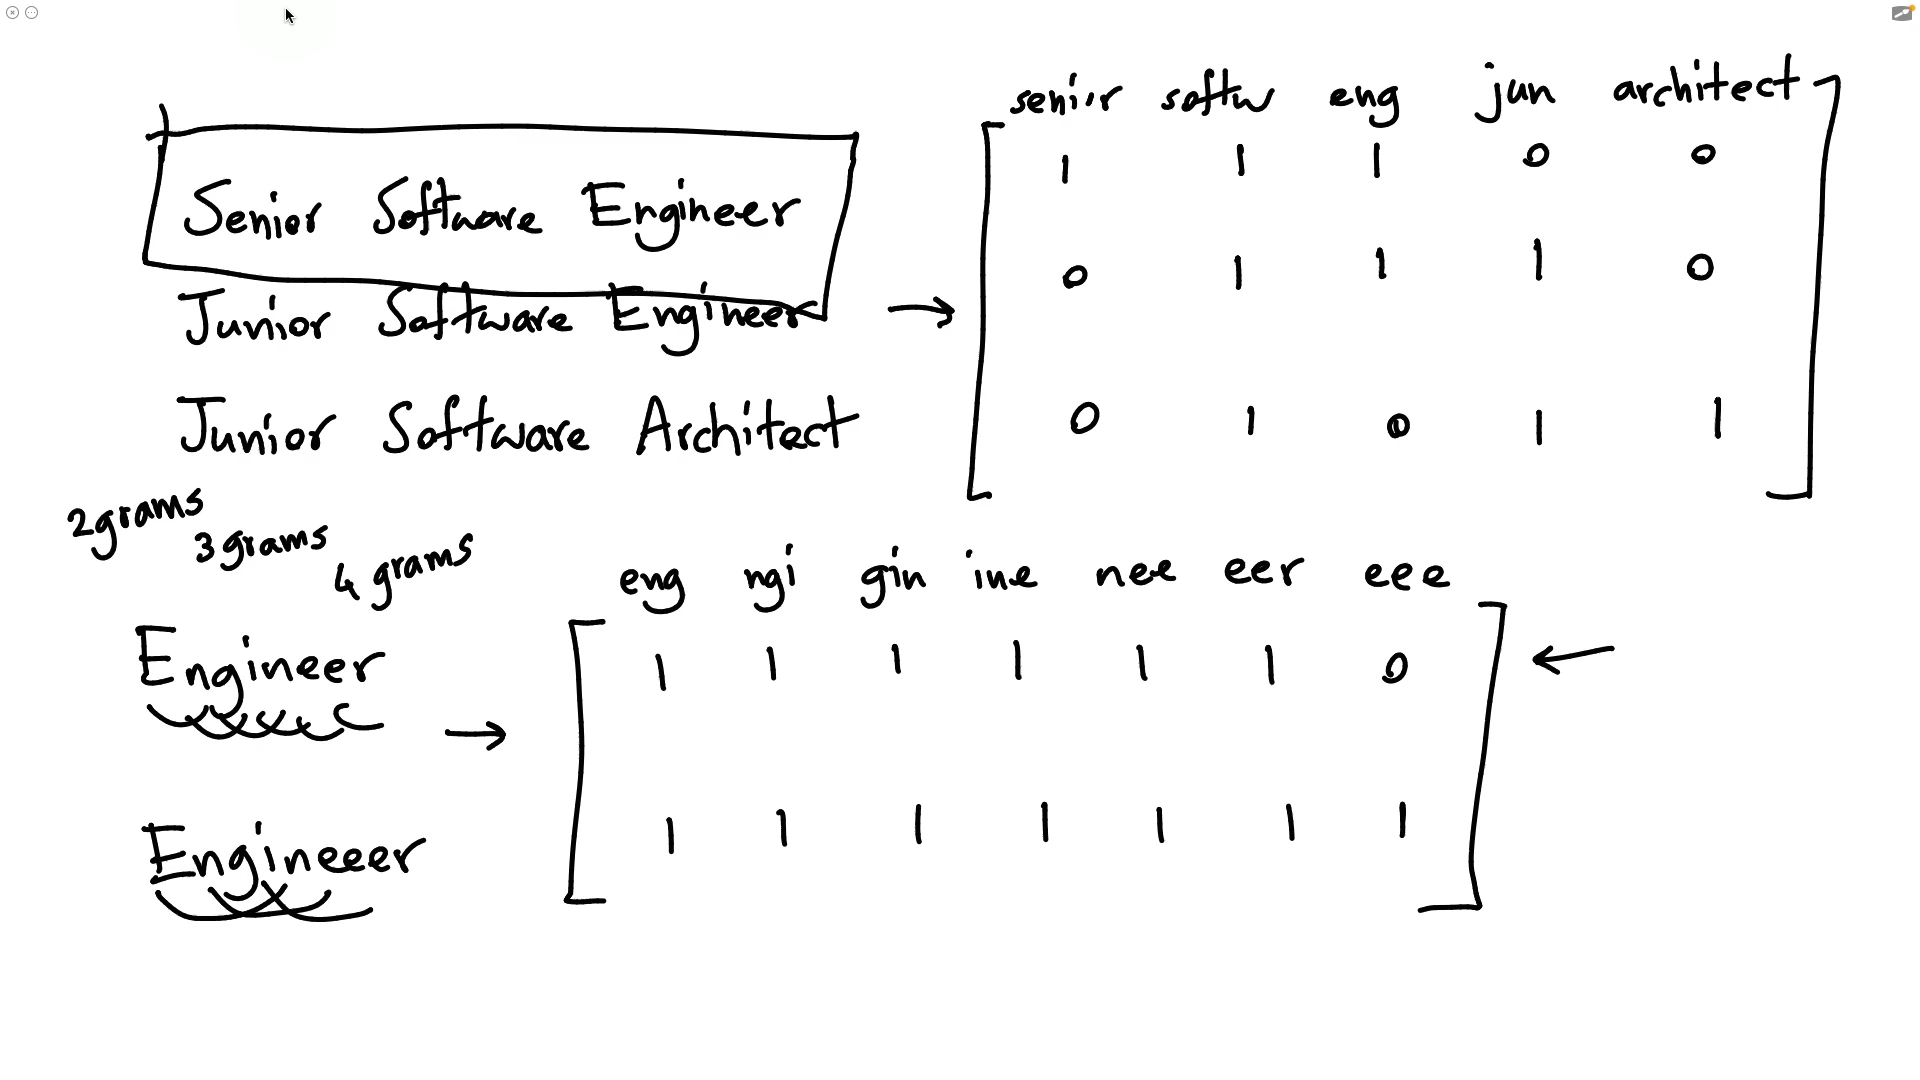 Senior Software Engineer
Junior Software Engineer
Junior Software Architect
senior softw eng jun architect
1 1 1 0 0
0 1 1 1 0
0 1 0 1 1
2grams
3grams
4 grams
Engineer
Engineeer
eng ngi gin ine nee eer eee
1 1 1 1 1 1 0
1 1 1 1 1 1 1